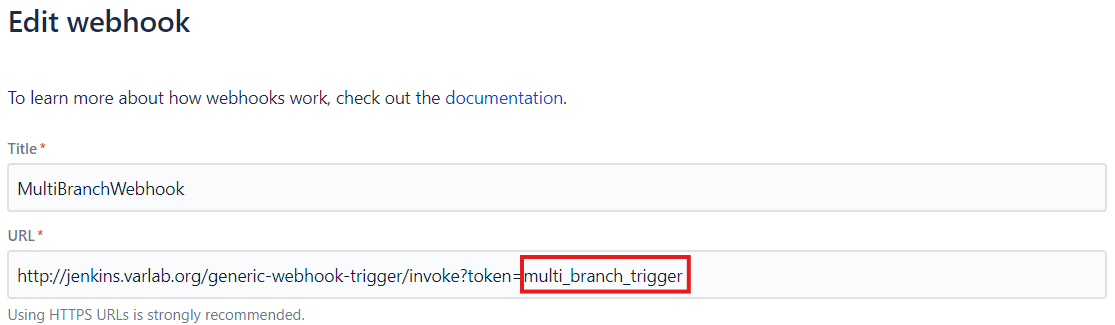 Edit webhook
To learn more about how webhooks work, check out the documentation.
Title*
MultiBranchWebhook
URL*
http://jenkins.varlab.org/generic-webhook-trigger/invoke?token=multi_branch_trigger
Using HTTPS URLs is strongly recommended.